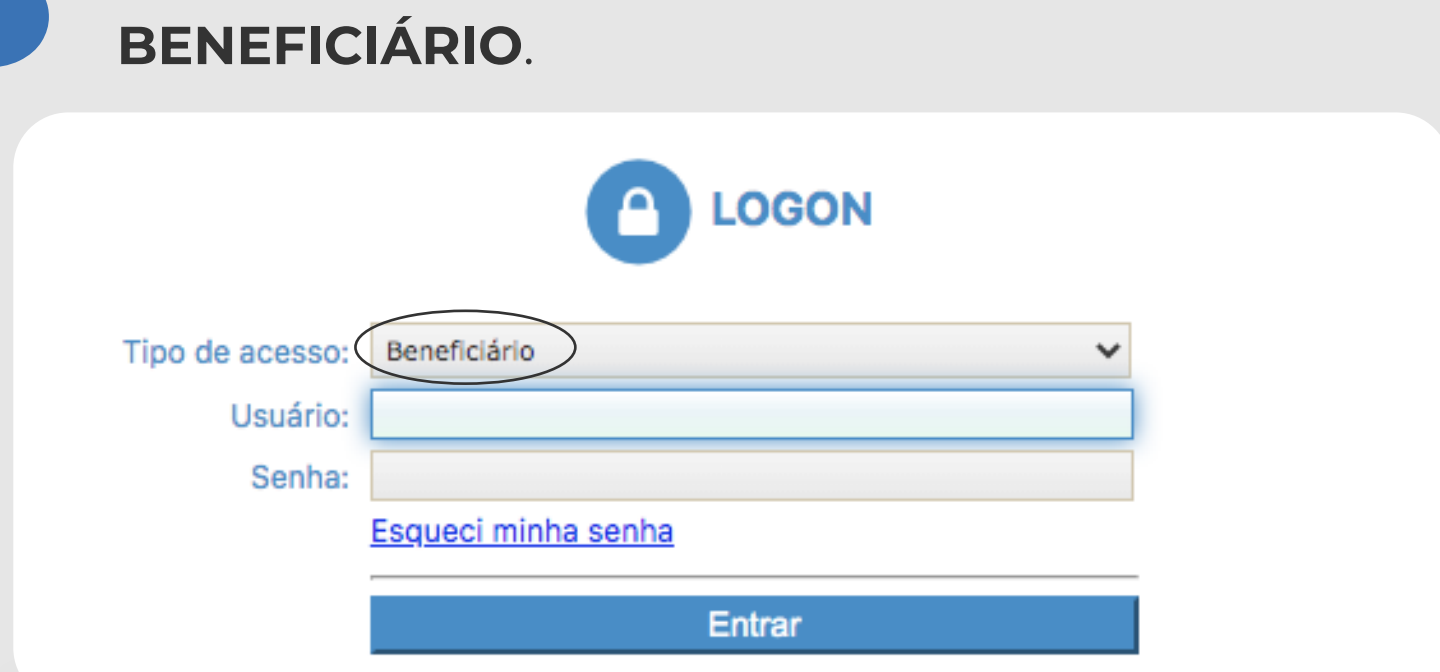 BENEFICIÁRIO.
LOGON
Tipo de acesso: Beneficiário
Usuário:
Senha:
Esqueci minha senha
Entrar